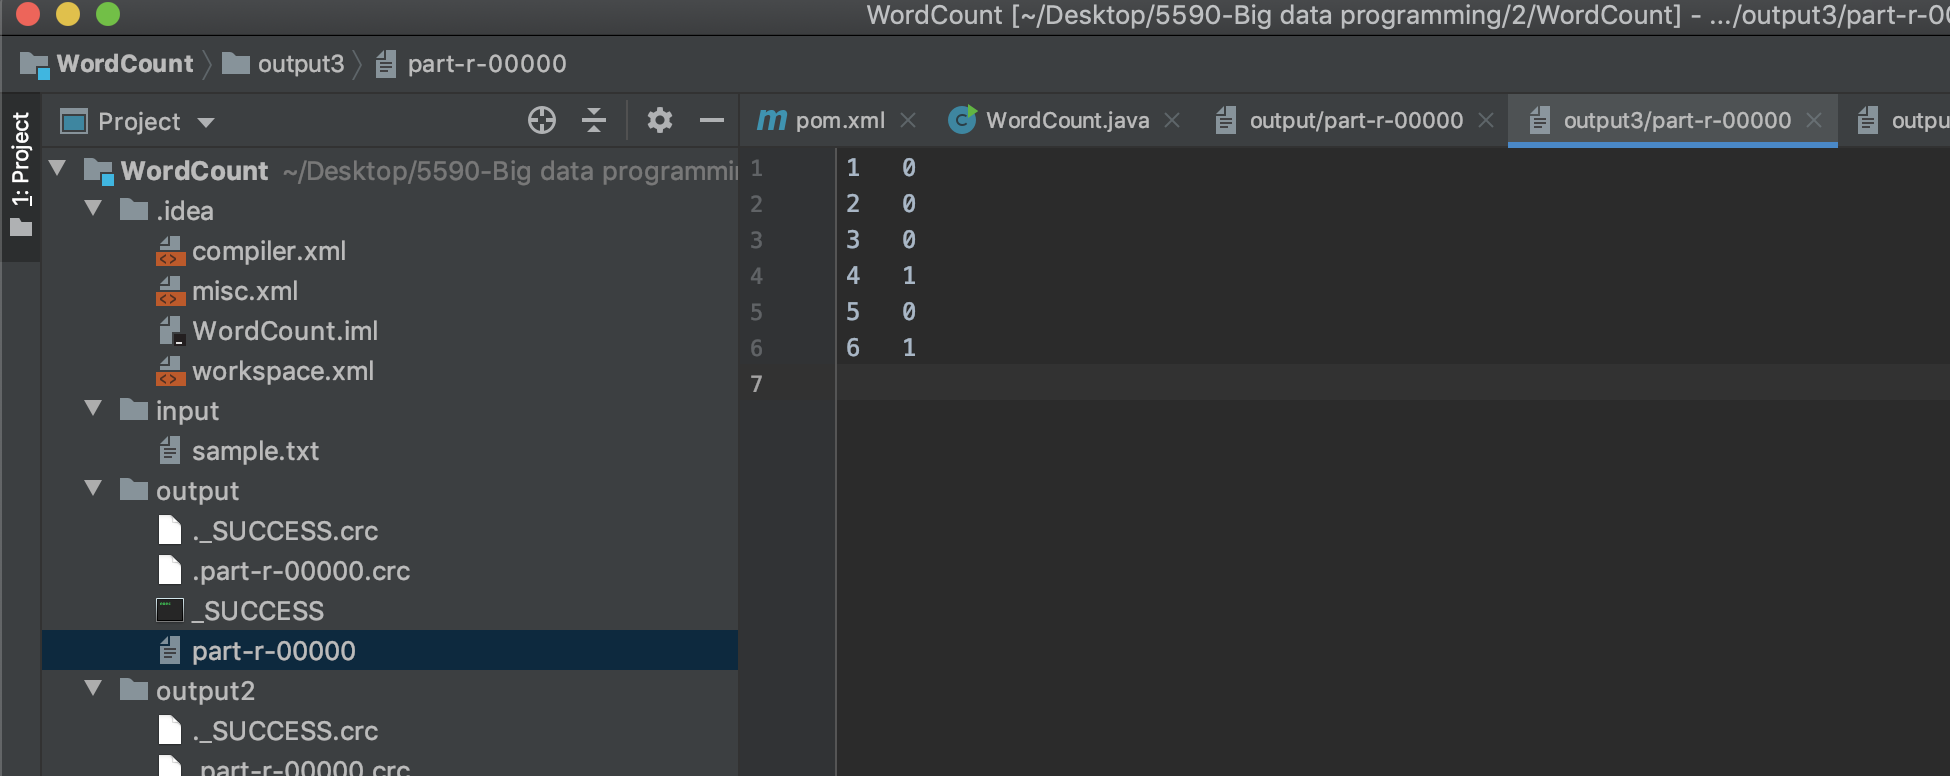 WordCount [~/Desktop/5590-Big data programming/2/WordCount] - .../output3/part-r-0
WordCount output3 part-r-00000
1: Project
Project
pom.xml WordCount.java output/part-r-00000 output3/part-r-00000 outpu
WordCount ~/Desktop/5590-Big data programmi
.idea
compiler.xml
misc.xml
WordCount.iml
workspace.xml
input
sample.txt
output
._SUCCESS.crc
.part-r-00000.crc
_SUCCESS
part-r-00000
output2
._SUCCESS.crc
.part-r-00000.crc
1 1 0
2 2 0
3 3 0
4 4 1
5 5 0
6 6 1
7